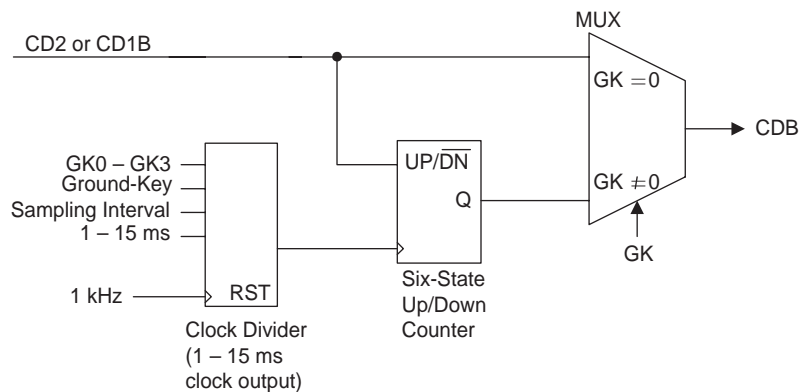 MUX
CD2 or CD1B
GK = 0
CDB
GK0 – GK3
Ground-Key
Sampling Interval
1 – 15 ms
UP/D̅N̅
Q
GK ≠ 0
GK
1 kHz
RST
Six-State
Up/Down
Counter
Clock Divider
(1 – 15 ms
clock output)